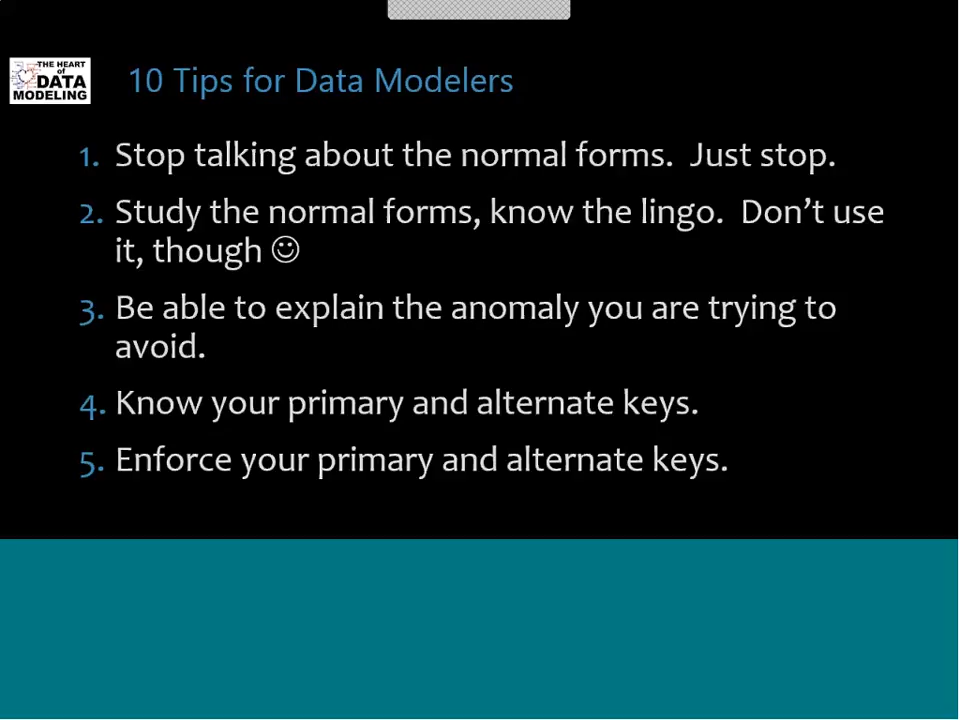 THE HEART
of
DATA
MODELING
10 Tips for Data Modelers
1. Stop talking about the normal forms.  Just stop.
2. Study the normal forms, know the lingo.  Don’t use
it, though ☺
3. Be able to explain the anomaly you are trying to
avoid.
4. Know your primary and alternate keys.
5. Enforce your primary and alternate keys.